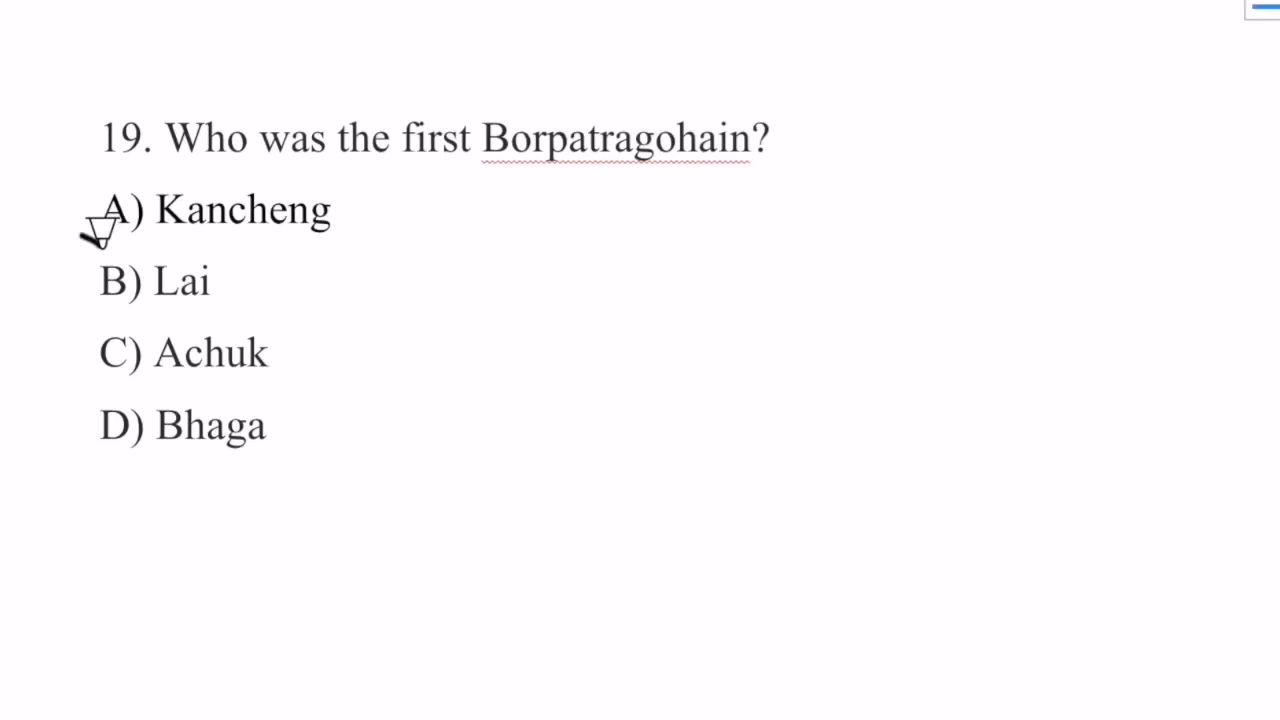 19. Who was the first Borpatragohain?
A) Kancheng
B) Lai
C) Achuk
D) Bhaga